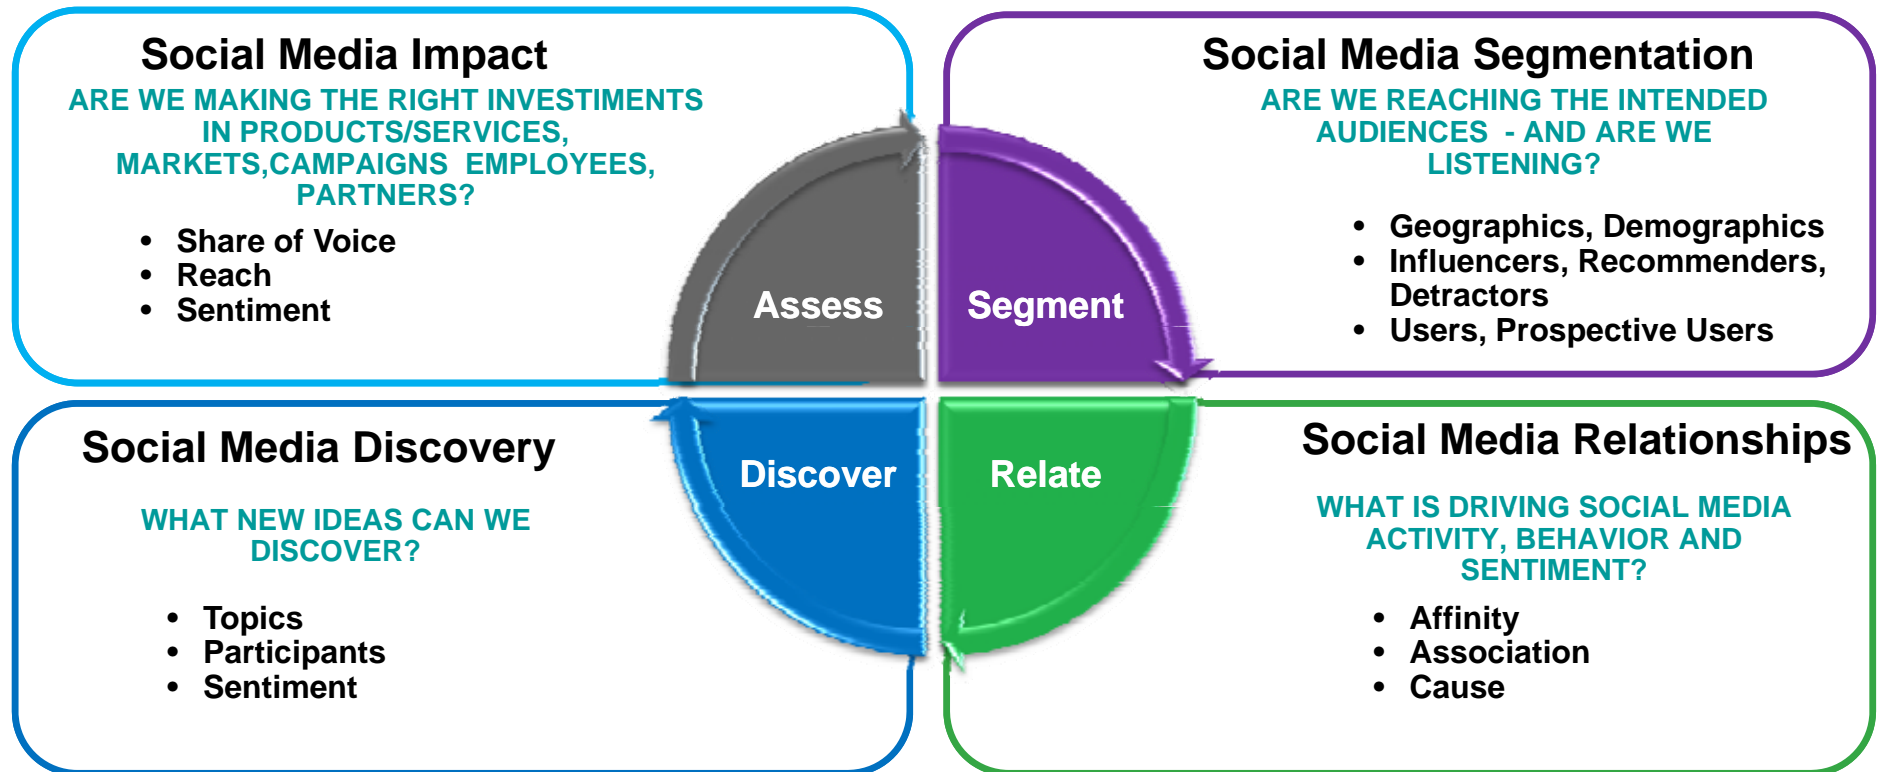 Social Media Impact
ARE WE MAKING THE RIGHT INVESTIMENTS
IN PRODUCTS/SERVICES,
MARKETS,CAMPAIGNS  EMPLOYEES,
PARTNERS?
• Share of Voice
• Reach
• Sentiment
Social Media Segmentation
ARE WE REACHING THE INTENDED
AUDIENCES  - AND ARE WE
LISTENING?
• Geographics, Demographics
• Influencers, Recommenders,
Detractors
• Users, Prospective Users
Assess
Segment
Discover
Relate
Social Media Discovery
WHAT NEW IDEAS CAN WE
DISCOVER?
• Topics
• Participants
• Sentiment
Social Media Relationships
WHAT IS DRIVING SOCIAL MEDIA
ACTIVITY, BEHAVIOR AND
SENTIMENT?
• Affinity
• Association
• Cause